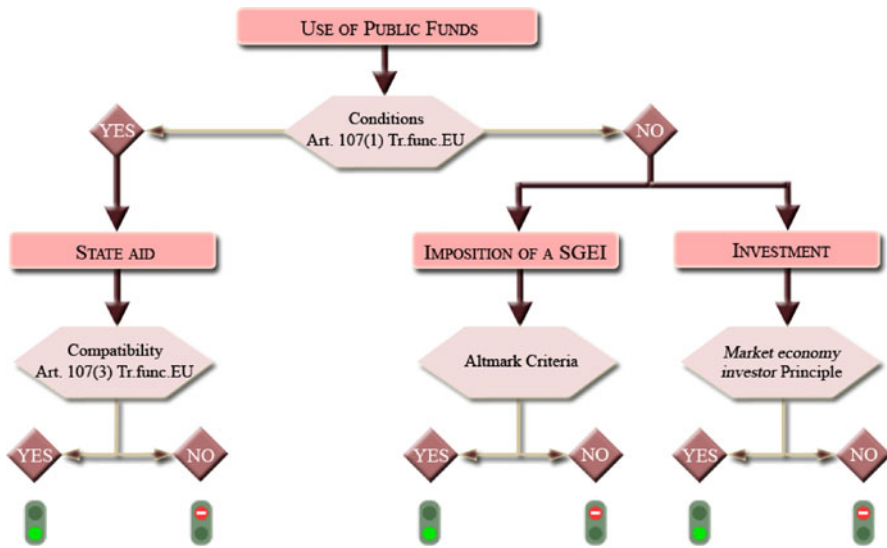 USE OF PUBLIC FUNDS
Conditions
Art. 107(1) Tr.func.EU
YES
NO
STATE AID
IMPOSITION OF A SGEI
INVESTMENT
Compatibility
Art. 107(3) Tr.func.EU
Altmark Criteria
Market economy
investor Principle
YES
NO
YES
NO
YES
NO